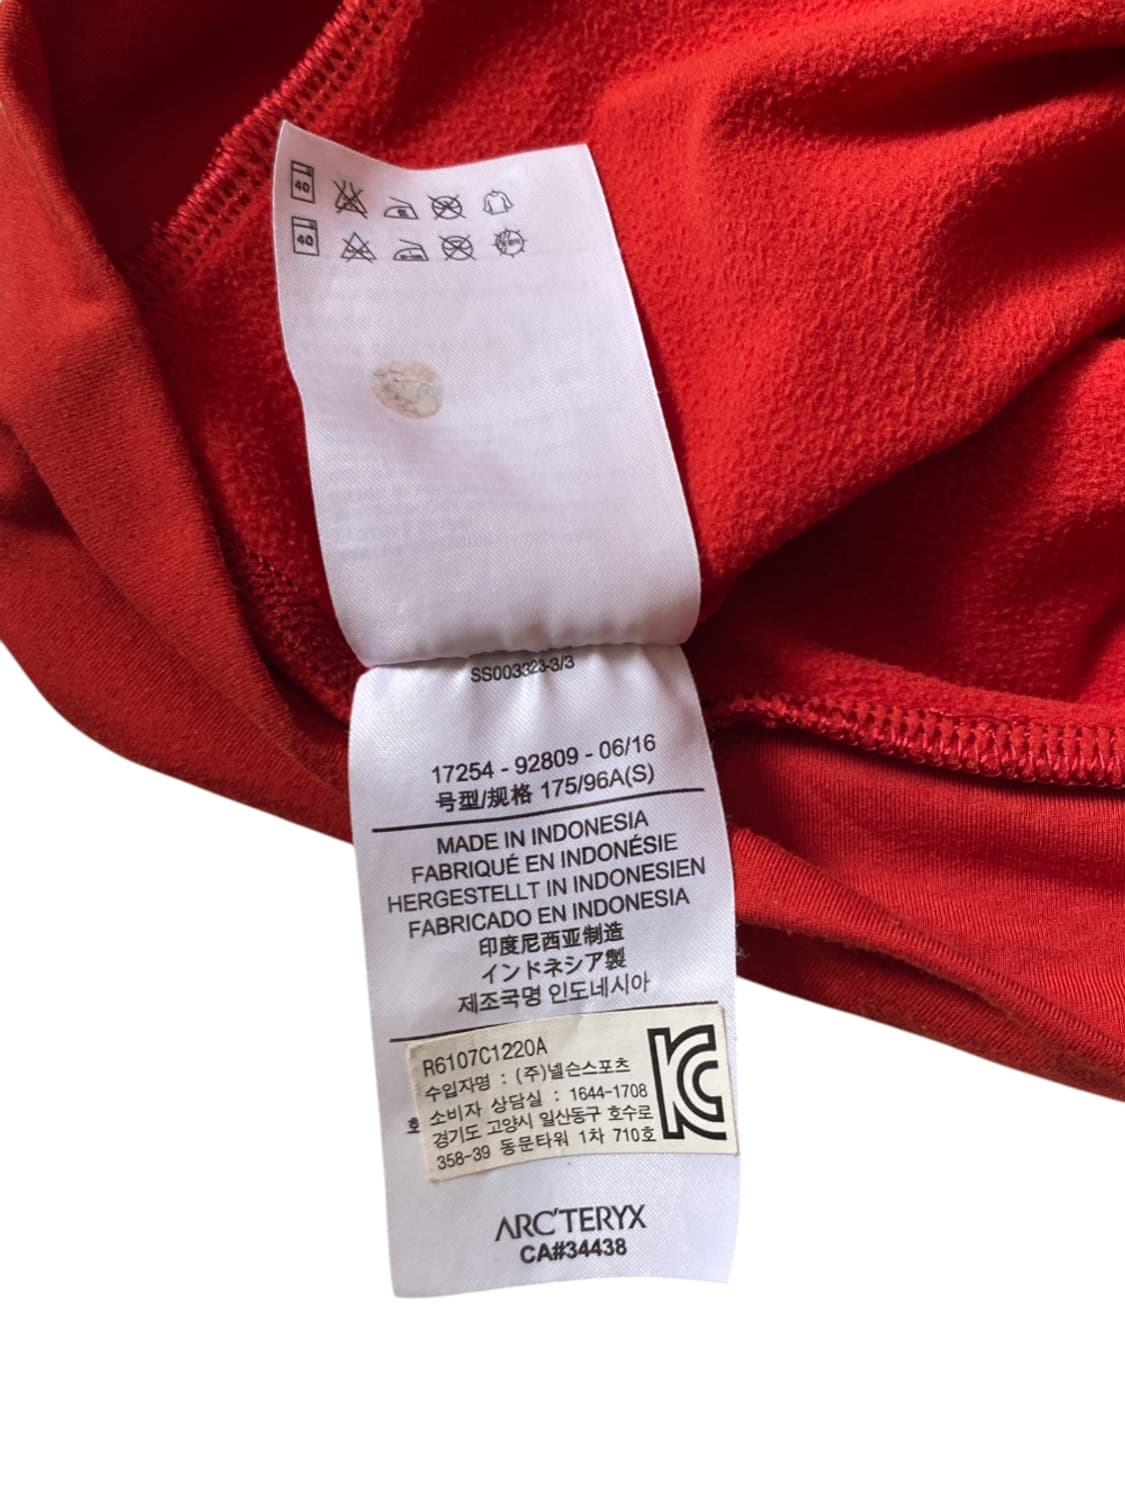 40
40
SS003323-3/3
17254 - 92809 - 06/16
号型/规格 175/96A(S)
MADE IN INDONESIA
FABRIQUÉ EN INDONÉSIE
HERGESTELLT IN INDONESIEN
FABRICADO EN INDONESIA
印度尼西亚制造
インドネシア製
제조국명 인도네시아
R6107C1220A
수입자명 : (주)넬슨스포츠
소비자 상담실 : 1644-1708
경기도 고양시 일산동구 호수로
358-39 동문타워 1차 710호
ARC'TERYX
CA#34438